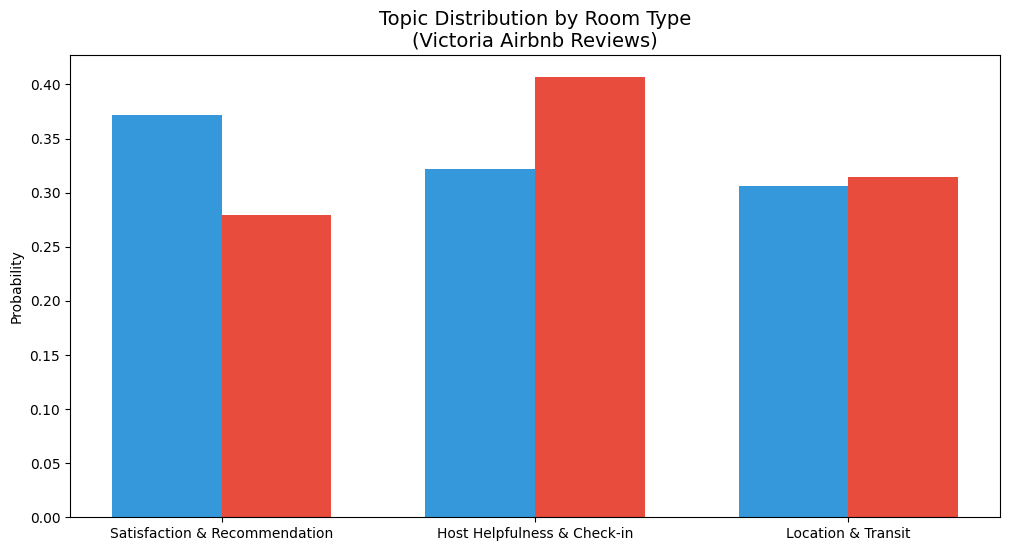 Topic Distribution by Room Type
(Victoria Airbnb Reviews)
Probability
0.40
0.35
0.30
0.25
0.20
0.15
0.10
0.05
0.00
Satisfaction & Recommendation
Host Helpfulness & Check-in
Location & Transit